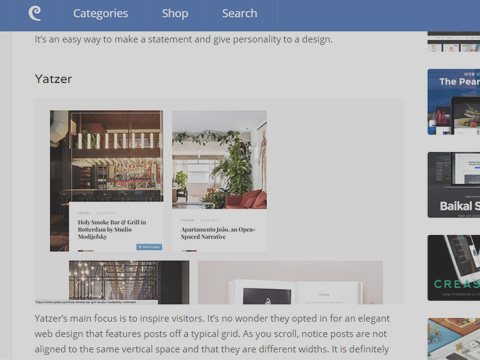 Categories
Shop
Search
It's an easy way to make a statement and give personality to a design.
Yatzer
Holy Smoke Bar & Grill in
Rotterdam by Studio
Modijefsky
Apartamento João, an Open-
Spaced Narrative
Yatzer's main focus is to inspire visitors. It's no wonder they opted in for an elegant
web design that features posts off a typical grid. As you scroll, notice posts are not
aligned to the same vertical space and that they are different widths. It is definitely
WEB U
The Pear
Baikal S
CREAS